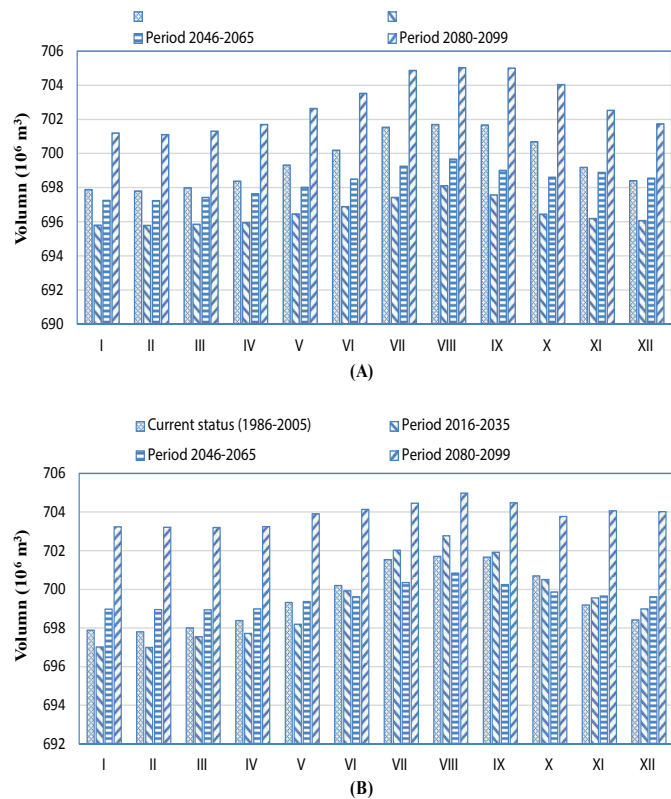 Period 2046-2065 Period 2080-2099
706
704
702
700
698
696
694
692
690
Volumn (10⁶ m³)
I II III IV V VI VII VIII IX X XI XII
(A)
Current status (1986-2005) Period 2016-2035
Period 2046-2065 Period 2080-2099
706
704
702
700
698
696
694
692
Volumn (10⁶ m³)
I II III IV V VI VII VIII IX X XI XII
(B)